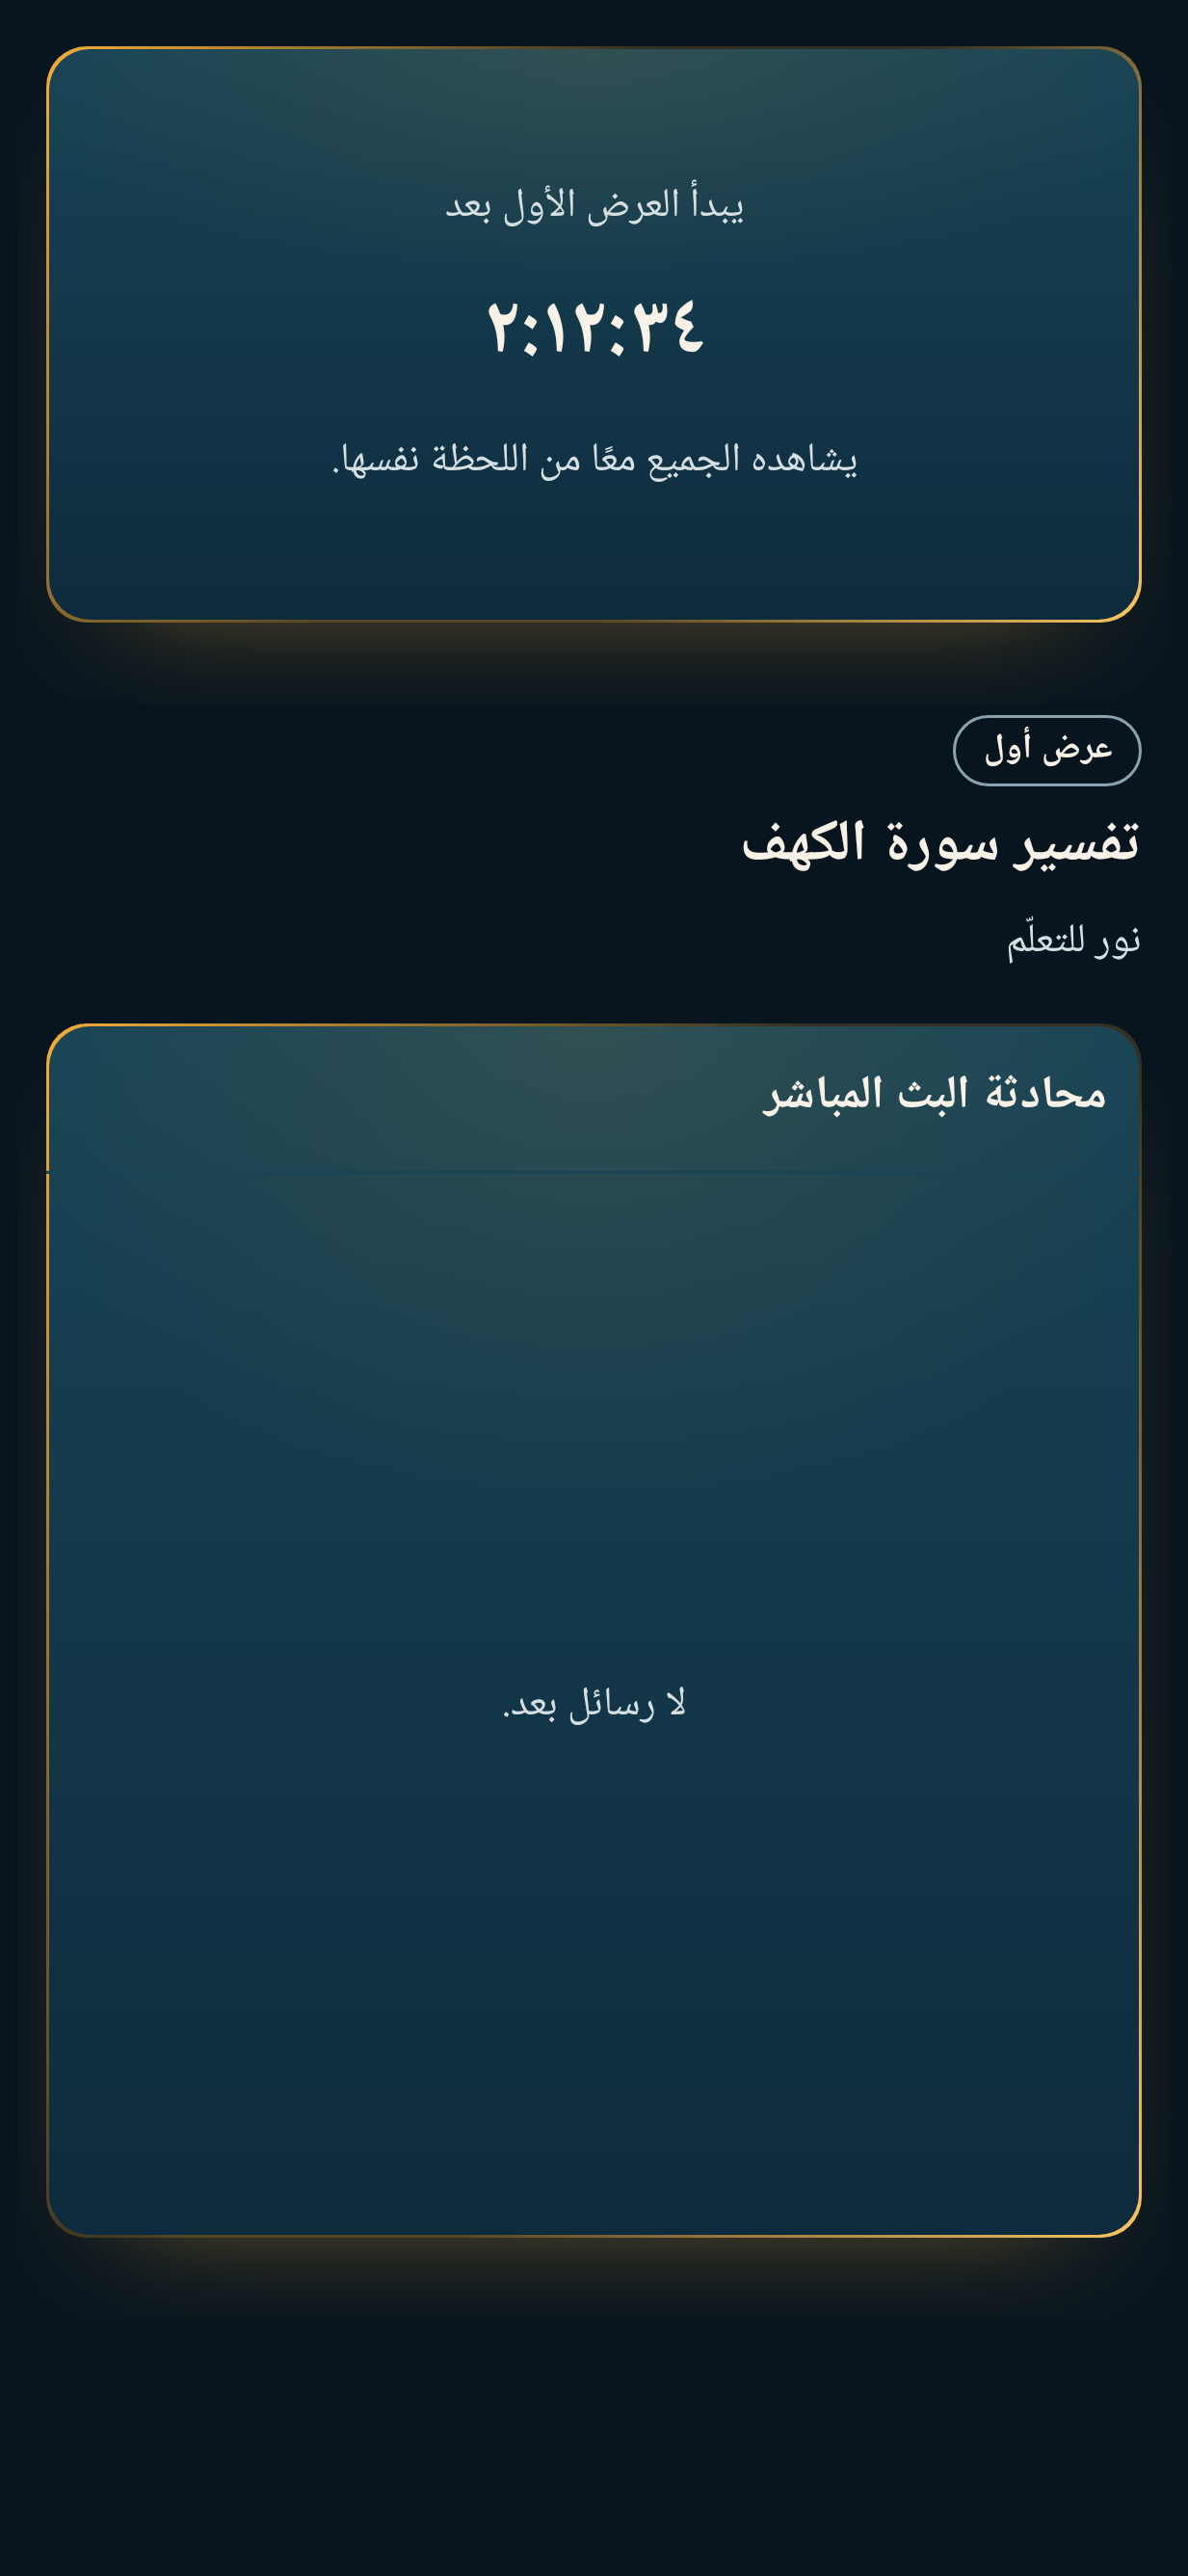 يبدأ العرض الأول بعد
٢:١٢:٣٤
يشاهده الجميع معًا من اللحظة نفسها.
عرض أول
تفسير سورة الكهف
نور للتعلّم
محادثة البث المباشر
لا رسائل بعد.